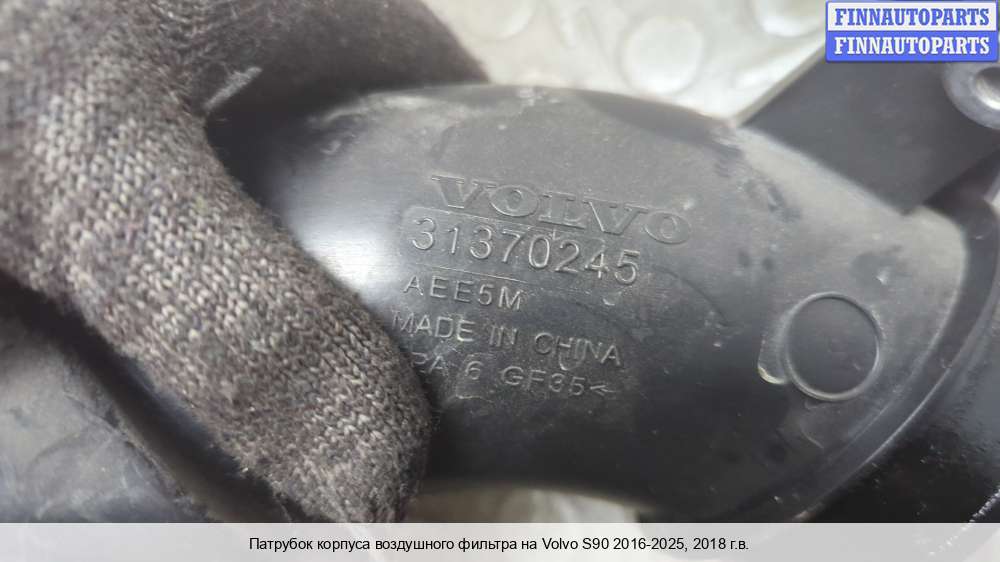 FINNAUTOPARTS
FINNAUTOPARTS
VOLVO
31370245
AEE5M
MADE IN CHINA
PA 6 GF35<
Патрубок корпуса воздушного фильтра на Volvo S90 2016-2025, 2018 г.в.